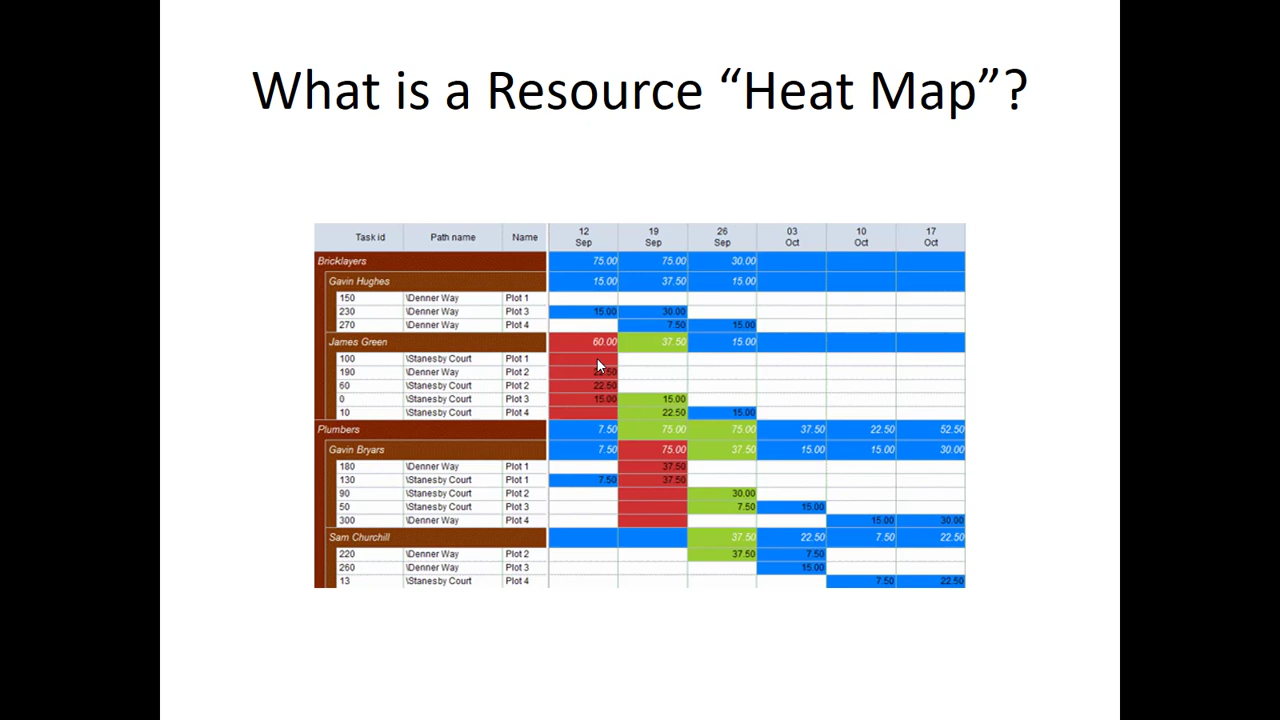 What is a Resource “Heat Map”?
Task id Path name Name 12 Sep 19 Sep 26 Sep 03 Oct 10 Oct 17 Oct
Bricklayers 75.00 75.00 30.00
Gavin Hughes 15.00 37.50 15.00
150 \Denner Way Plot 1
230 \Denner Way Plot 3 15.00 30.00
270 \Denner Way Plot 4 7.50 15.00
James Green 60.00 37.50 15.00
100 \Stanesby Court Plot 1
190 \Denner Way Plot 2 22.50
60 \Stanesby Court Plot 2 22.50
0 \Stanesby Court Plot 3 15.00 15.00
10 \Stanesby Court Plot 4 22.50 15.00
Plumbers 7.50 75.00 75.00 37.50 22.50 52.50
Gavin Bryars 7.50 75.00 37.50 15.00 15.00 30.00
180 \Denner Way Plot 1 37.50
130 \Stanesby Court Plot 1 7.50 37.50
90 \Stanesby Court Plot 2 30.00
50 \Stanesby Court Plot 3 7.50 15.00
300 \Denner Way Plot 4 15.00 30.00
Sam Churchill 37.50 22.50 7.50 22.50
220 \Denner Way Plot 2 37.50 7.50
260 \Denner Way Plot 3 15.00
13 \Stanesby Court Plot 4 7.50 22.50